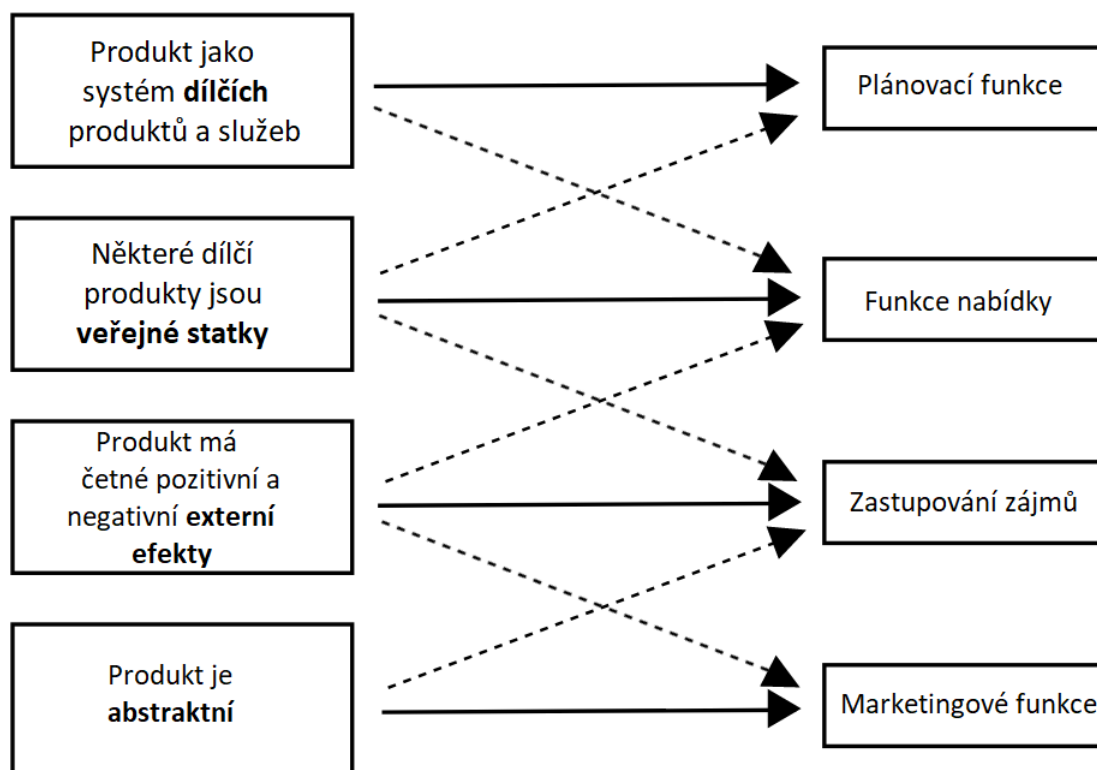 Produkt jako
systém dílčích
produktů a služeb
Plánovací funkce
Některé dílčí
produkty jsou
veřejné statky
Funkce nabídky
Produkt má
četné pozitivní a
negativní externí
efekty
Zastupování zájmů
Produkt je
abstraktní
Marketingové funkce